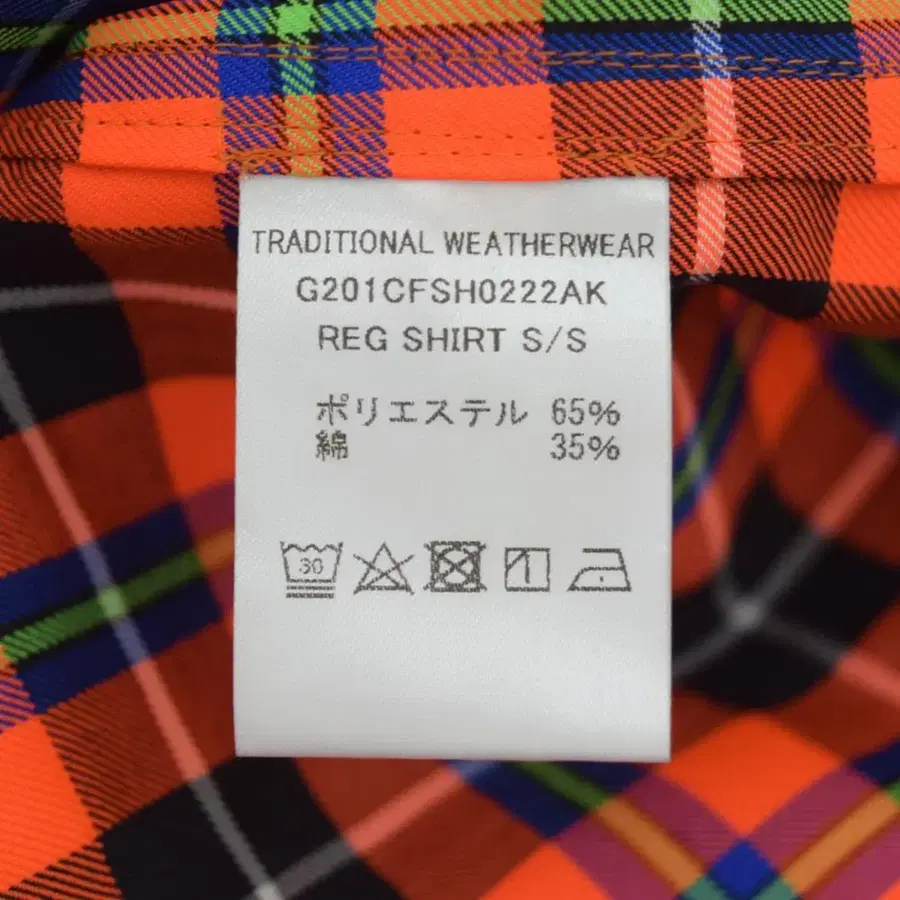 TRADITIONAL WEATHERWEAR
G201CFSH0222AK
REG SHIRT S/S
ポリエステル 65%
綿 35%
30